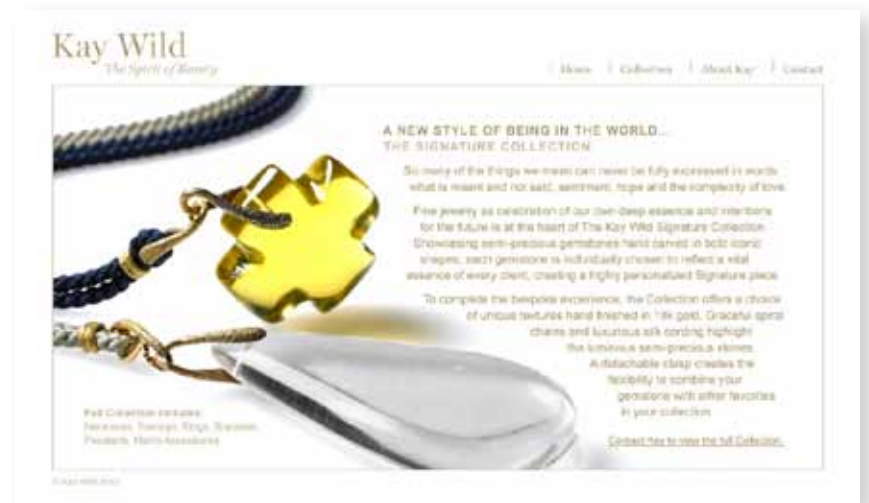 Kay Wild
The Spirit of Beauty
Home | Collection | About Kay | Contact
A NEW STYLE OF BEING IN THE WORLD...
THE SIGNATURE COLLECTION
So many of the things we mean can never be fully expressed in words
what is meant and not said, sentiment, hope and the complexity of love.
Fine jewelry as celebration of our own deep essence and intentions
for the future is at the heart of The Kay Wild Signature Collection.
Showcasing semi-precious gemstones hand carved in bold iconic
shapes, each gemstone is individually chosen to reflect a vital
essence of every client, creating a highly personalized Signature piece.
To complete the bespoke experience, the Collection offers a choice
of unique textures hand finished in 18k gold. Graceful spiral
chains and luxurious silk cording highlight
the luminous semi-precious stones.
A detachable clasp creates the
flexibility to combine your
gemstone with other favorites
in your collection.
Full Collection includes:
Necklaces, Earrings, Rings, Bracelets,
Pendants, Men's Accessories
Contact Kay to view the full Collection.